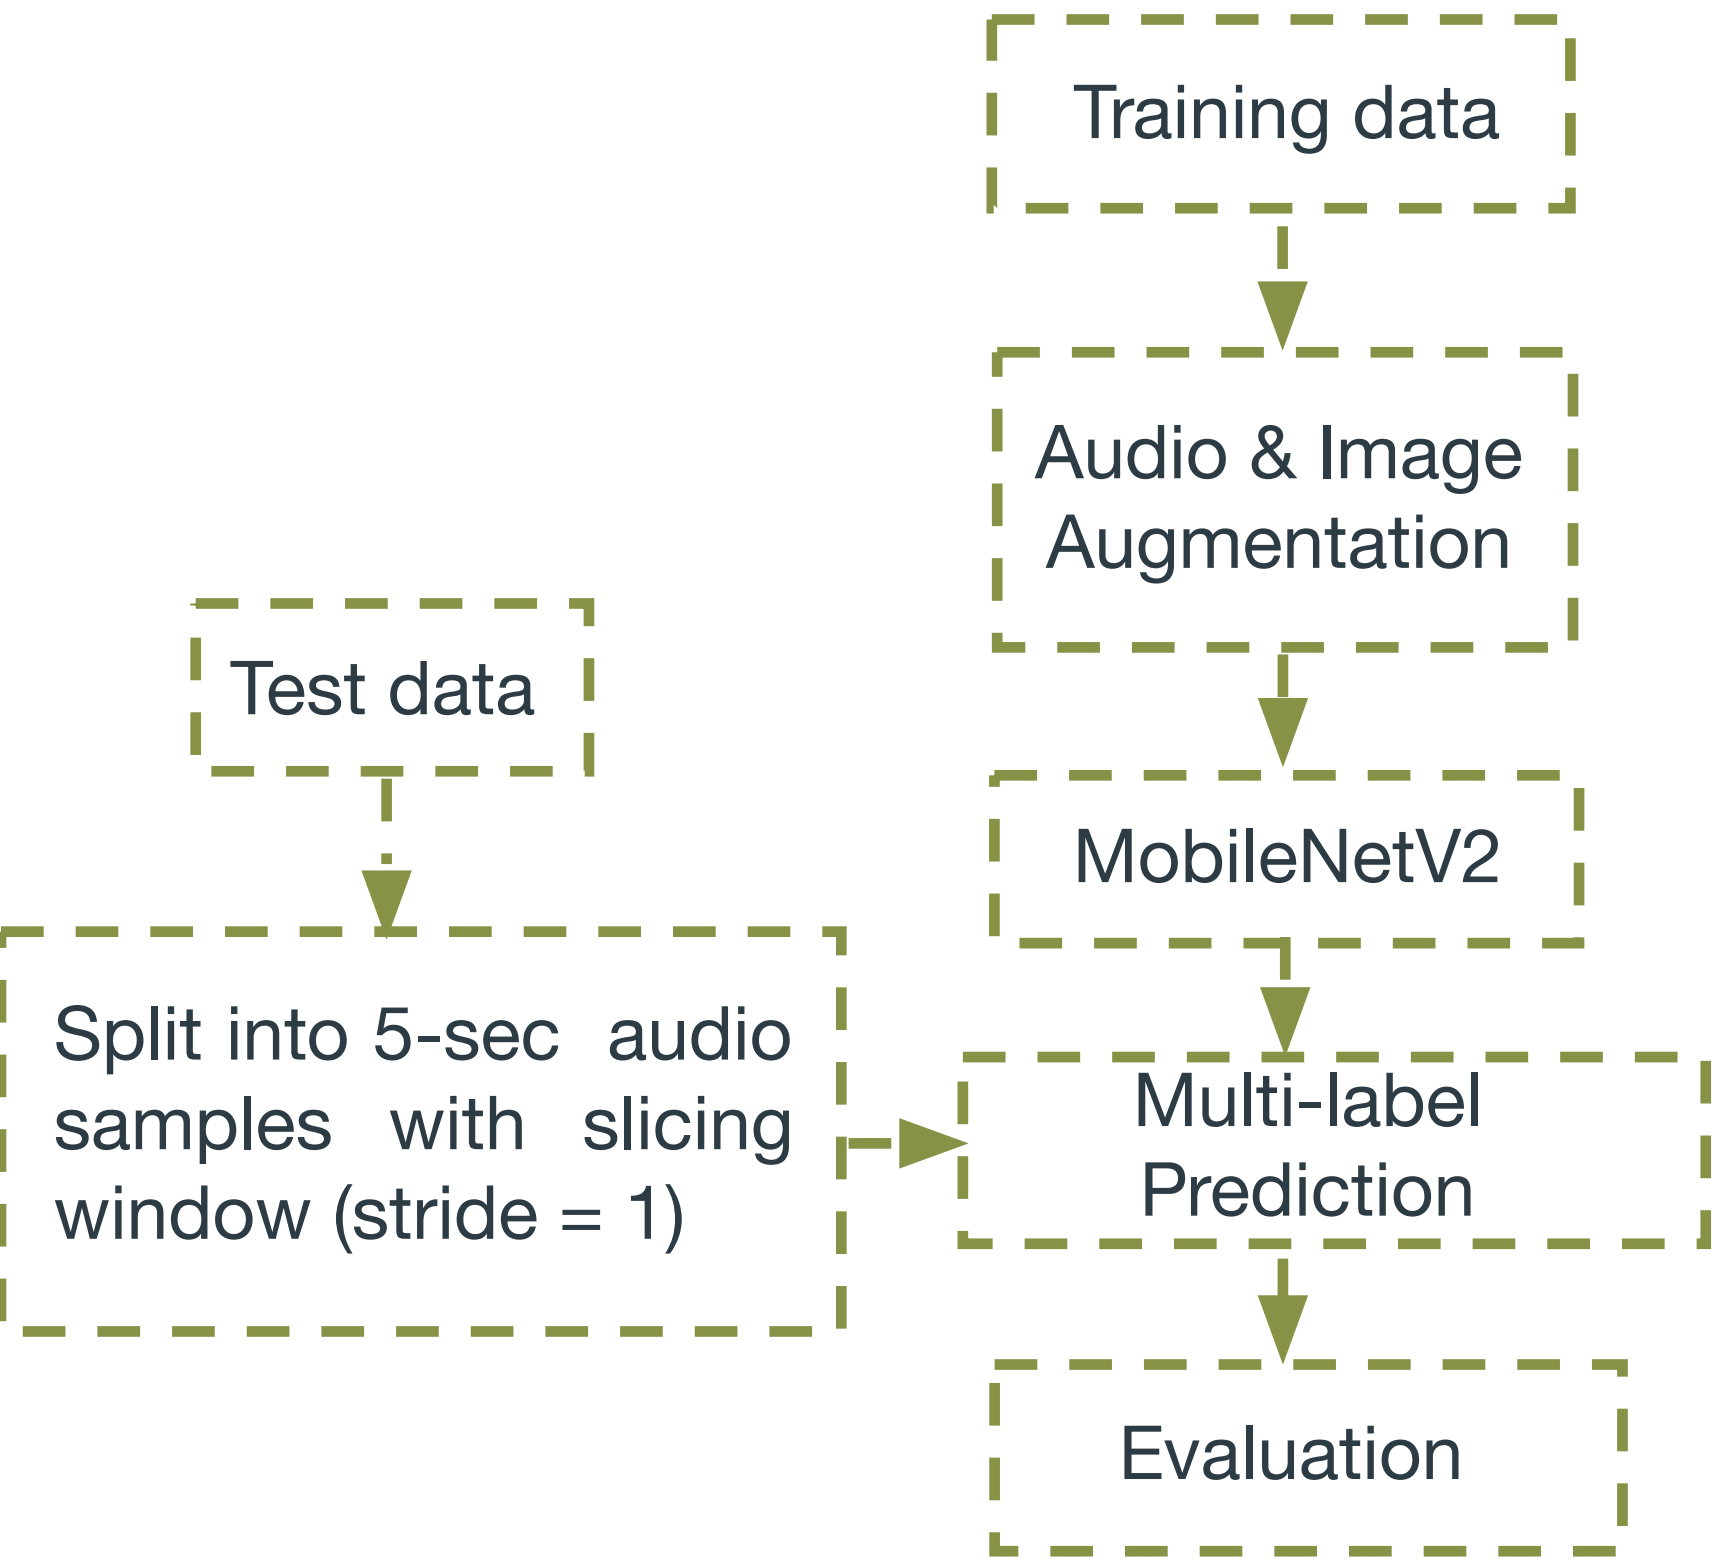 Training data
Audio & Image
Augmentation
Test data
MobileNetV2
Split into 5-sec audio
samples with slicing
window (stride = 1)
Multi-label
Prediction
Evaluation